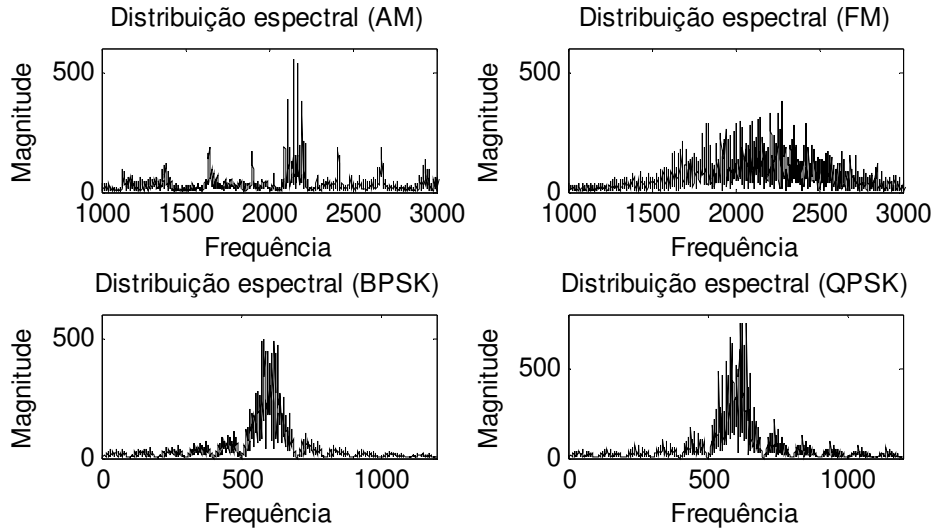 Distribuição espectral (AM)
Magnitude
500
0
1000 1500 2000 2500 3000
Frequência
Distribuição espectral (FM)
Magnitude
500
0
1000 1500 2000 2500 3000
Frequência
Distribuição espectral (BPSK)
Magnitude
500
0
0 500 1000
Frequência
Distribuição espectral (QPSK)
Magnitude
500
0
0 500 1000
Frequência